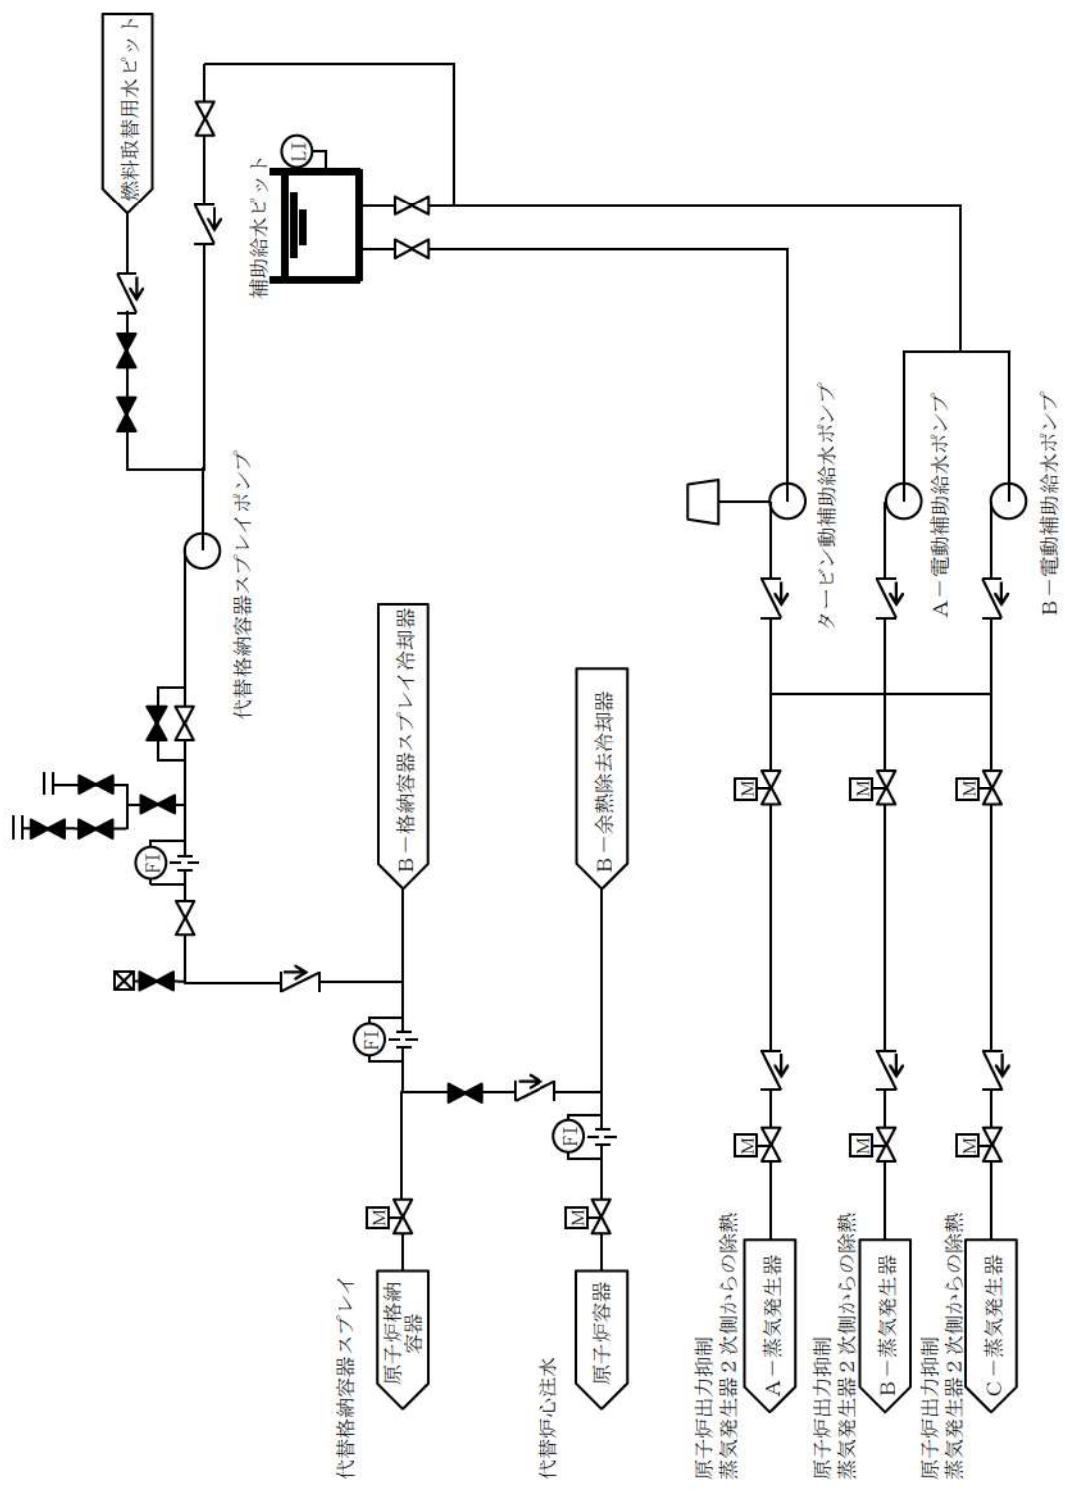 燃料取替用水ピット
補助給水ピット
LI
代替格納容器スプレイポンプ
FI
B－格納容器スプレイ冷却器
FI
B－余熱除去冷却器
FI
M
M
代替格納容器スプレイ
原子炉格納
容器
代替炉心注水
原子炉容器
タービン動補助給水ポンプ
A－電動補助給水ポンプ
B－電動補助給水ポンプ
M
M
M
M
M
M
原子炉出力抑制
蒸気発生器２次側からの除熱
A－蒸気発生器
原子炉出力抑制
蒸気発生器２次側からの除熱
B－蒸気発生器
原子炉出力抑制
蒸気発生器２次側からの除熱
C－蒸気発生器